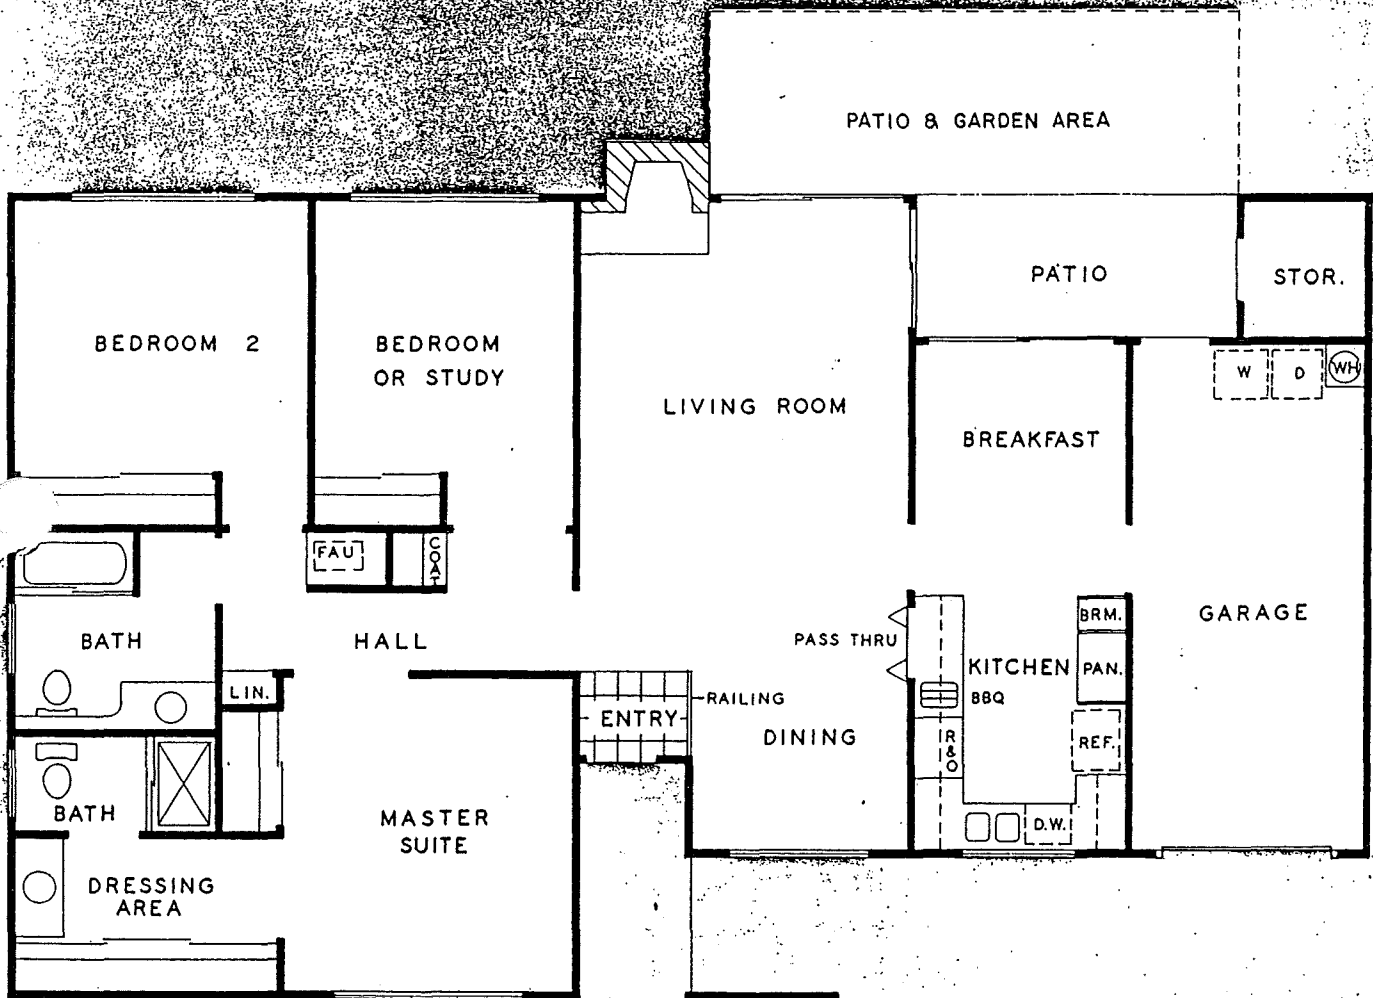 PATIO & GARDEN AREA
PATIO
STOR.
BEDROOM 2
BEDROOM
OR STUDY
LIVING ROOM
W
D
WH
BREAKFAST
FAU
COAT
BATH
HALL
PASS THRU
BRM.
GARAGE
LIN.
KITCHEN
PAN.
RAILING
BBQ
ENTRY
DINING
R&O
REF.
BATH
MASTER
SUITE
D.W.
DRESSING
AREA